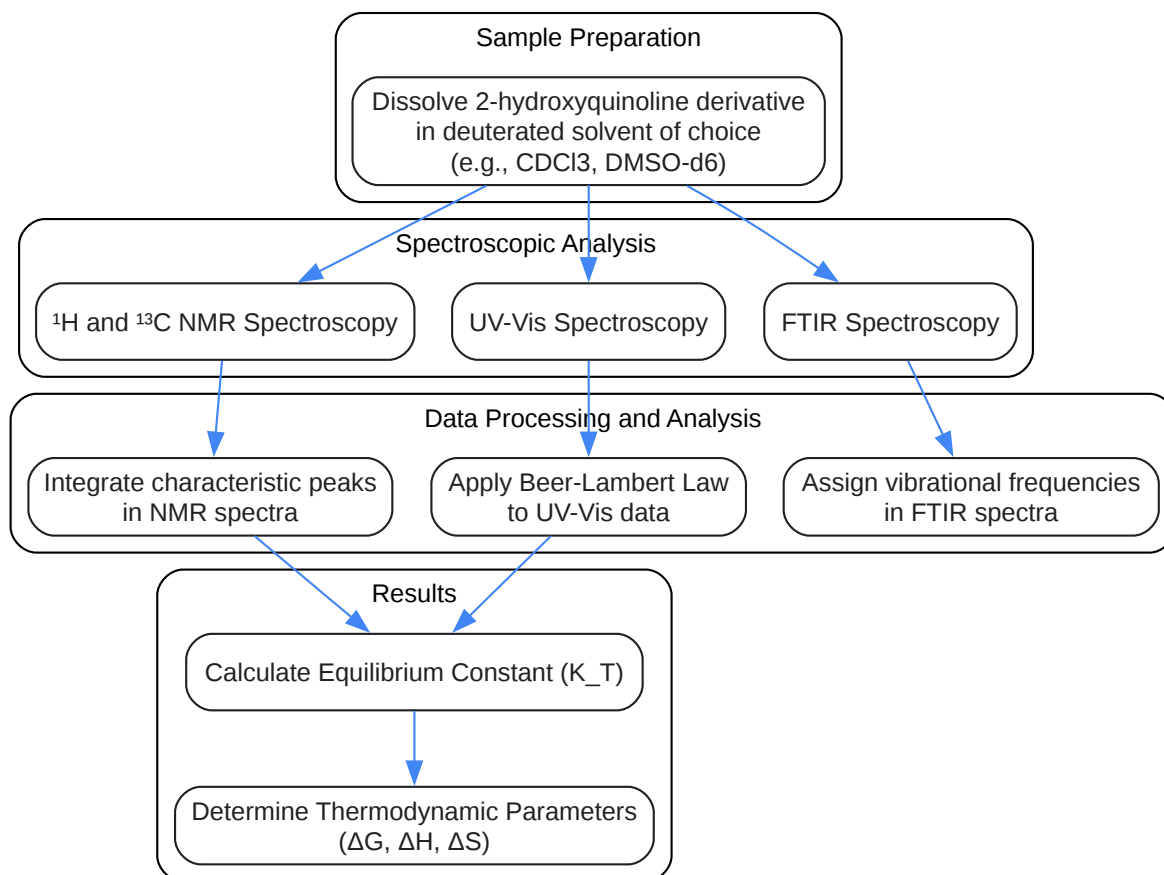 Sample Preparation
Dissolve 2-hydroxyquinoline derivative
in deuterated solvent of choice
(e.g., CDCl3, DMSO-d6)
Spectroscopic Analysis
¹H and ¹³C NMR Spectroscopy
UV-Vis Spectroscopy
FTIR Spectroscopy
Data Processing and Analysis
Integrate characteristic peaks
in NMR spectra
Apply Beer-Lambert Law
to UV-Vis data
Assign vibrational frequencies
in FTIR spectra
Results
Calculate Equilibrium Constant (K_T)
Determine Thermodynamic Parameters
(ΔG, ΔH, ΔS)